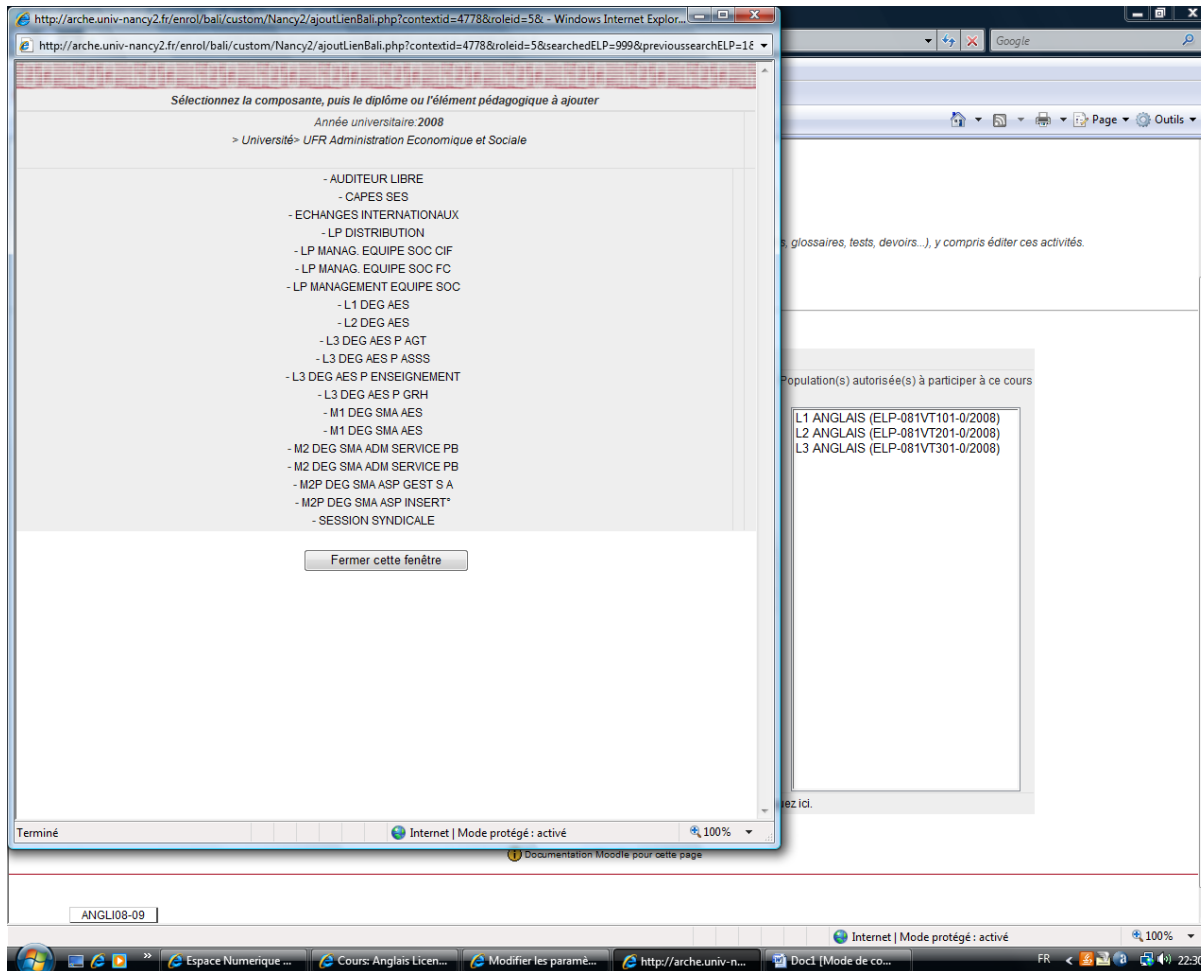 http://arche.univ-nancy2.fr/enrol/bali/custom/Nancy2/ajoutLienBali.php?contextid=4778&roleid=5& - Windows Internet Explor...
http://arche.univ-nancy2.fr/enrol/bali/custom/Nancy2/ajoutLienBali.php?contextid=4778&roleid=5&searchedELP=999&previoussearchELP=1&
Google
Page
Outils
Sélectionnez la composante, puis le diplôme ou l'élément pédagogique à ajouter
Année universitaire:2008
> Université> UFR Administration Economique et Sociale
- AUDITEUR LIBRE
- CAPES SES
- ECHANGES INTERNATIONAUX
- LP DISTRIBUTION
- LP MANAG. EQUIPE SOC CIF
- LP MANAG. EQUIPE SOC FC
- LP MANAGEMENT EQUIPE SOC
- L1 DEG AES
- L2 DEG AES
- L3 DEG AES P AGT
- L3 DEG AES P ASSS
- L3 DEG AES P ENSEIGNEMENT
- L3 DEG AES P GRH
- M1 DEG SMA AES
- M1 DEG SMA AES
- M2 DEG SMA ADM SERVICE PB
- M2 DEG SMA ADM SERVICE PB
- M2P DEG SMA ASP GEST S A
- M2P DEG SMA ASP INSERT°
- SESSION SYNDICALE
Fermer cette fenêtre
s, glossaires, tests, devoirs...), y compris éditer ces activités.
Population(s) autorisée(s) à participer à ce cours
L1 ANGLAIS (ELP-081VT101-0/2008)
L2 ANGLAIS (ELP-081VT201-0/2008)
L3 ANGLAIS (ELP-081VT301-0/2008)
ici.
Terminé
Internet | Mode protégé : activé
100%
Documentation Moodle pour cette page
ANGLI08-09
Internet | Mode protégé : activé
100%
Espace Numerique ...
Cours: Anglais Licen...
Modifier les paramè...
http://arche.univ-n...
Doc1 [Mode de co...
FR